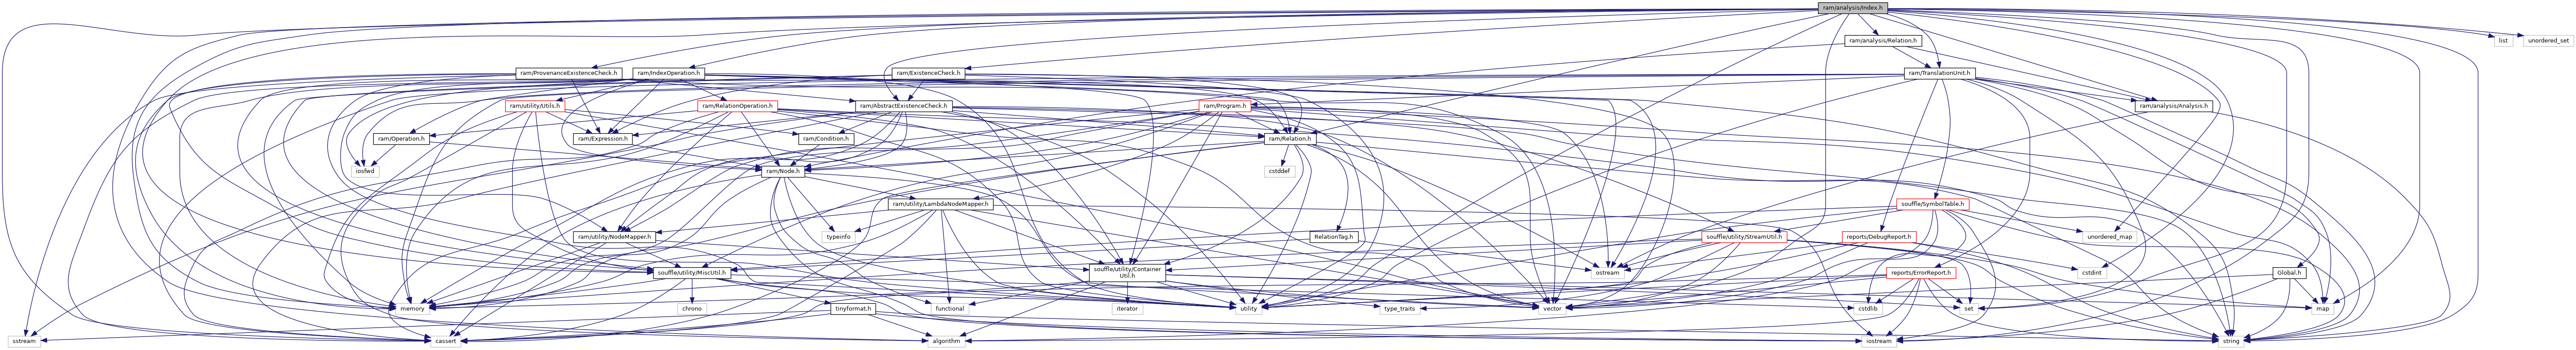 ram/analysis/Index.h
ram/analysis/Relation.h
list
unordered_set
ram/ProvenanceExistenceCheck.h
ram/IndexOperation.h
ram/ExistenceCheck.h
ram/TranslationUnit.h
ram/utility/Utils.h
ram/RelationOperation.h
ram/AbstractExistenceCheck.h
ram/Program.h
ram/analysis/Analysis.h
ram/Operation.h
ram/Expression.h
ram/Condition.h
ram/Relation.h
iosfwd
ram/Node.h
cstddef
ram/utility/LambdaNodeMapper.h
souffle/SymbolTable.h
ram/utility/NodeMapper.h
typeinfo
RelationTag.h
souffle/utility/StreamUtil.h
reports/DebugReport.h
unordered_map
souffle/utility/MiscUtil.h
souffle/utility/Container
Util.h
ostream
reports/ErrorReport.h
cstdint
Global.h
memory
chrono
tinyformat.h
functional
iterator
utility
type_traits
vector
cstdlib
set
map
sstream
cassert
algorithm
iostream
string